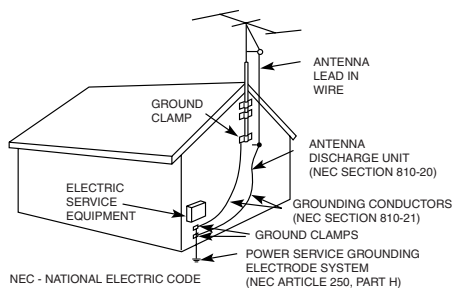 ANTENNA
LEAD IN
WIRE
GROUND
CLAMP
ANTENNA
DISCHARGE UNIT
(NEC SECTION 810-20)
ELECTRIC
SERVICE
EQUIPMENT
GROUNDING CONDUCTORS
(NEC SECTION 810-21)
GROUND CLAMPS
POWER SERVICE GROUNDING
ELECTRODE SYSTEM
(NEC ARTICLE 250, PART H)
NEC - NATIONAL ELECTRIC CODE